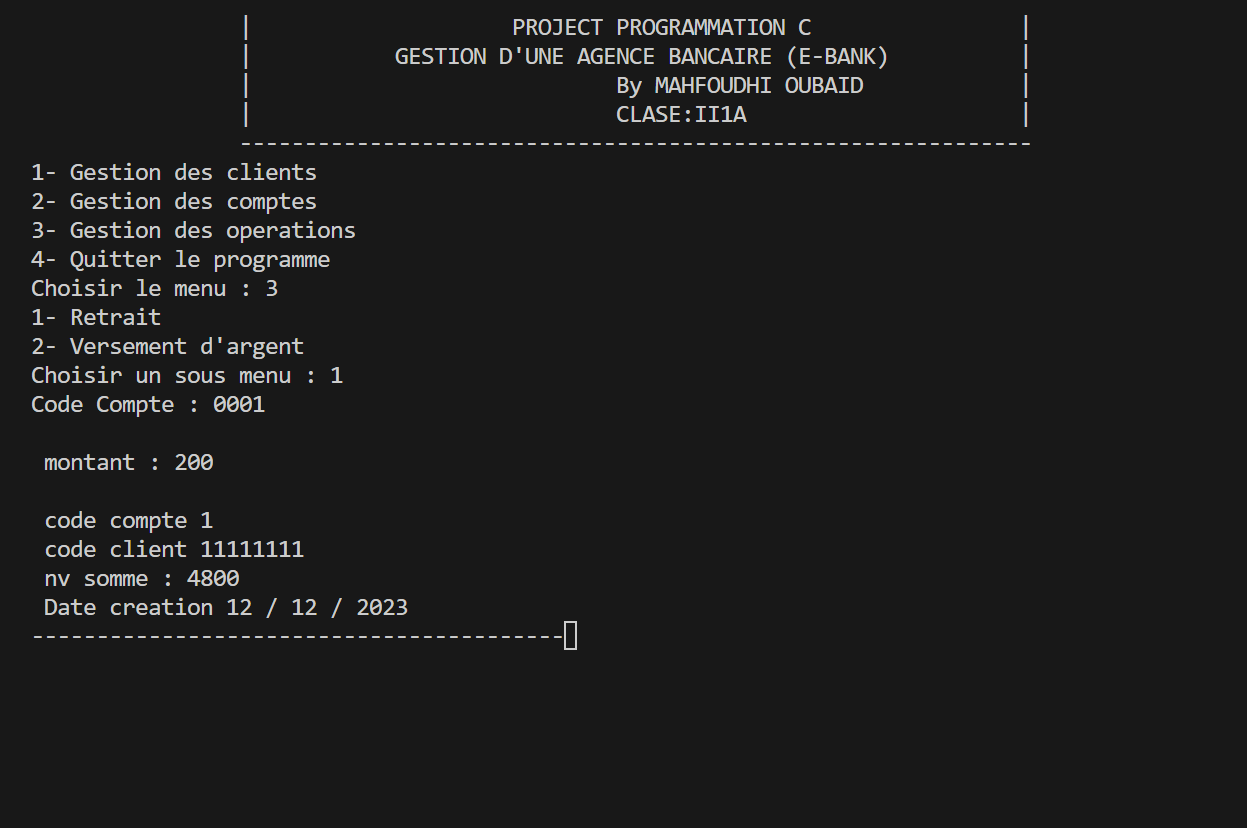 | PROJECT PROGRAMMATION C |
| GESTION D'UNE AGENCE BANCAIRE (E-BANK) |
| By MAHFOUDHI OUBAID |
| CLASE:II1A |
-------------------------------------------------------------
1- Gestion des clients
2- Gestion des comptes
3- Gestion des operations
4- Quitter le programme
Choisir le menu : 3
1- Retrait
2- Versement d'argent
Choisir un sous menu : 1
Code Compte : 0001
montant : 200
code compte 1
code client 11111111
nv somme : 4800
Date creation 12 / 12 / 2023
-----------------------------------------